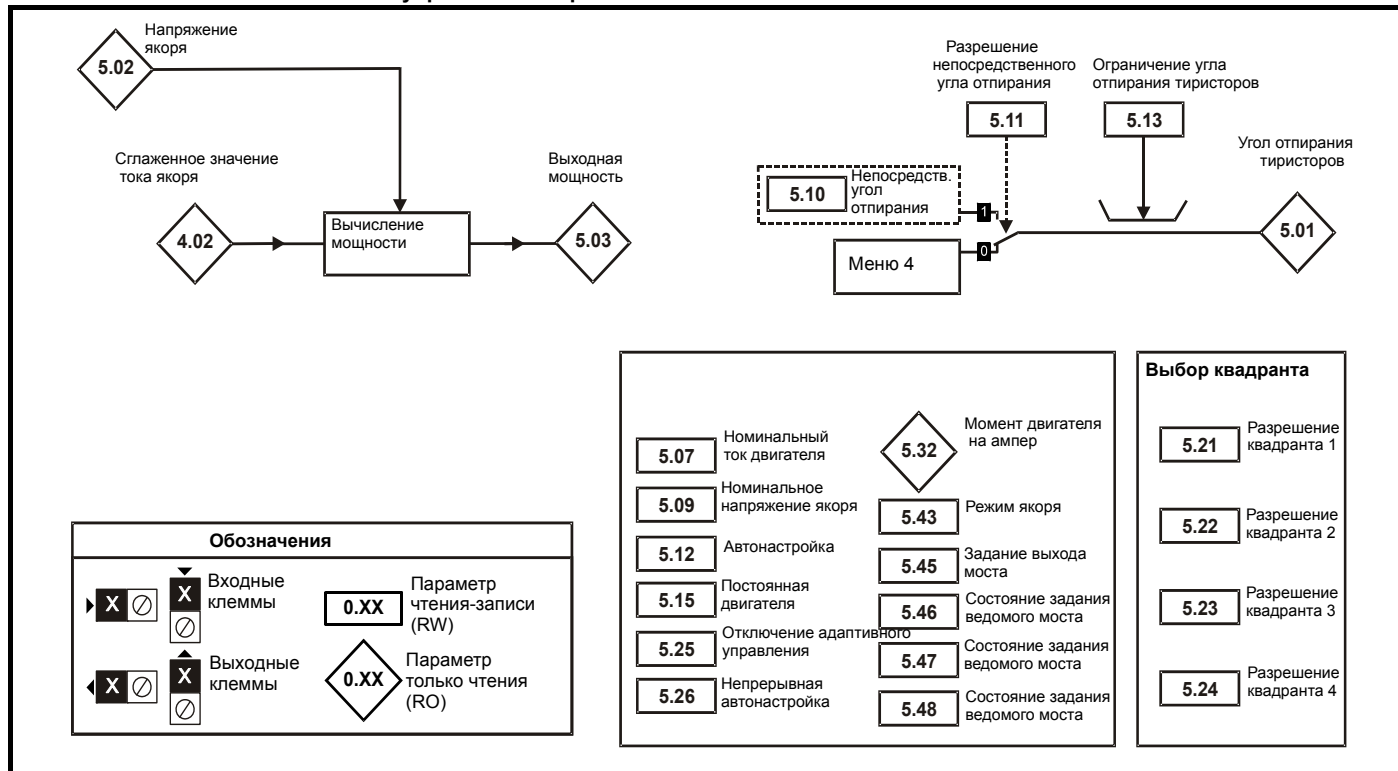 Напряжение
якоря
5.02
Сглаженное значение
тока якоря
4.02
Вычисление
мощности
Выходная
мощность
5.03
Разрешение
непосредственного
угла отпирания
5.11
Ограничение угла
отпирания тиристоров
5.13
Угол отпирания
тиристоров
5.10
Непосредств.
угол
отпирания
1
0
Меню 4
5.01
Обозначения
X
X
Входные
клеммы
X
X
Выходные
клеммы
0.XX
Параметр
чтения-записи
(RW)
0.XX
Параметр
только чтения
(RO)
5.07
Номинальный
ток двигателя
5.09
Номинальное
напряжение якоря
5.12
Автонастройка
5.15
Постоянная
двигателя
5.25
Отключение адаптивного
управления
5.26
Непрерывная
автонастройка
5.32
Момент двигателя
на ампер
5.43
Режим якоря
5.45
Задание выхода
моста
5.46
Состояние задания
ведомого моста
5.47
Состояние задания
ведомого моста
5.48
Состояние задания
ведомого моста
Выбор квадранта
5.21
Разрешение
квадранта 1
5.22
Разрешение
квадранта 2
5.23
Разрешение
квадранта 3
5.24
Разрешение
квадранта 4